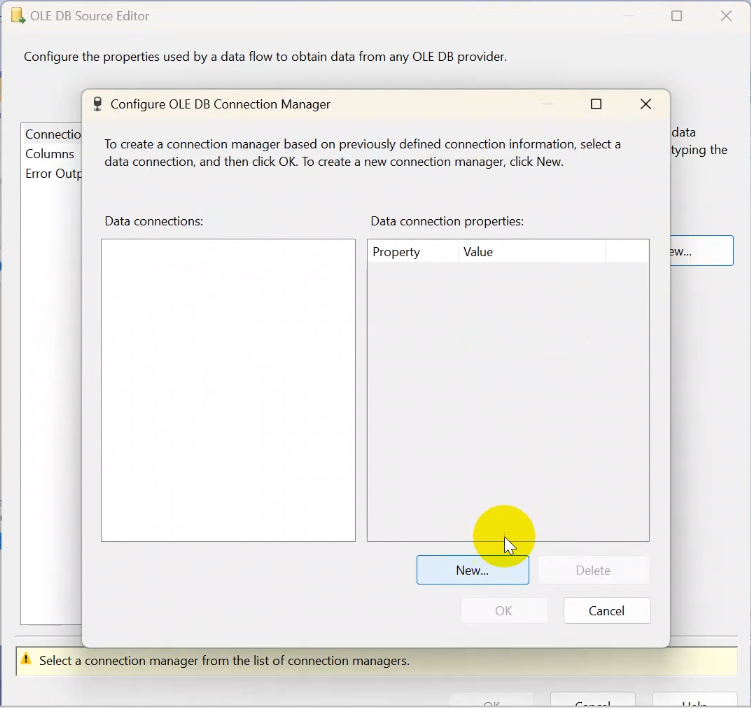 OLE DB Source Editor
Configure the properties used by a data flow to obtain data from any OLE DB provider.
Configure OLE DB Connection Manager
To create a connection manager based on previously defined connection information, select a
data connection, and then click OK. To create a new connection manager, click New.
Connectio
Columns
Error Outp
data
typing the
Data connections:
Data connection properties:
Property Value
ew...
New...
Delete
OK
Cancel
Select a connection manager from the list of connection managers.
OK
Cancel
Help